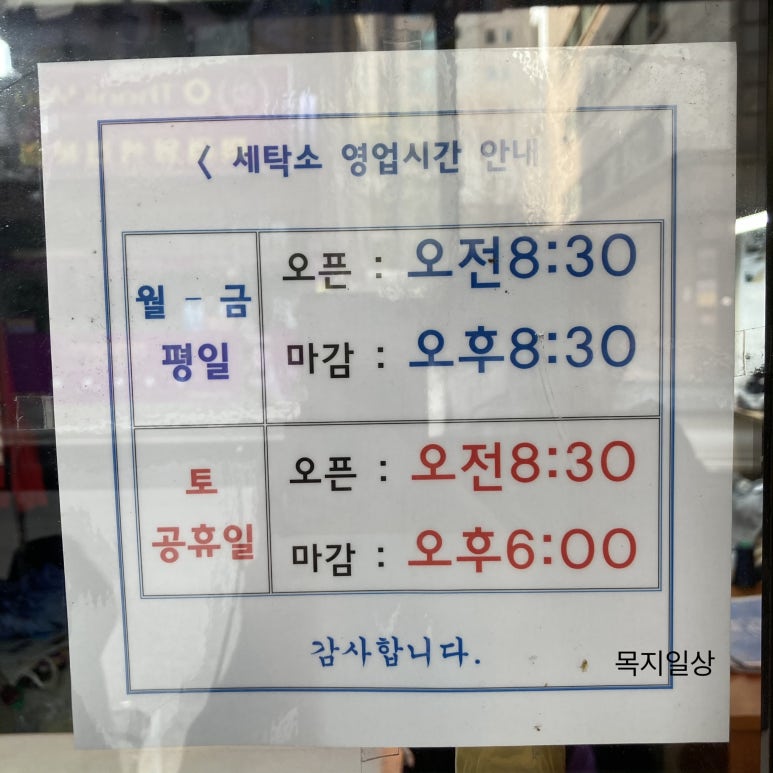 〈 세탁소 영업시간 안내
월 - 금
평일
오픈 : 오전8:30
마감 : 오후8:30
토
공휴일
오픈 : 오전8:30
마감 : 오후6:00
감사합니다.
목지일상